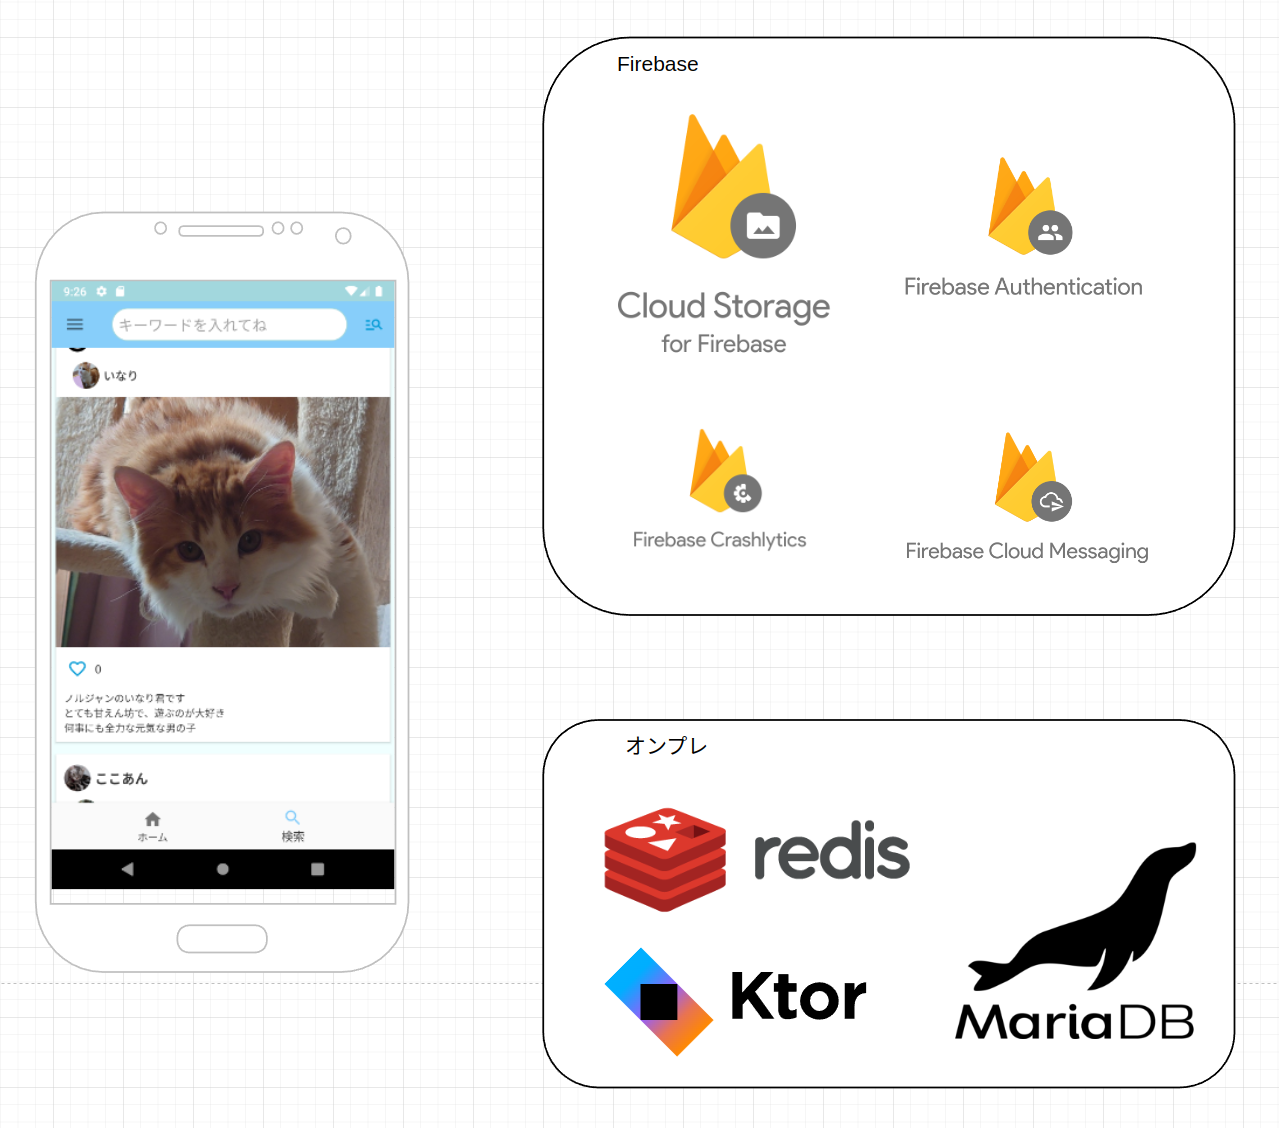 9:26
キーワードを入れてね
いなり
0
ノルジャンのいなり君です
とても甘えん坊で、遊ぶのが大好き
何事にも全力な元気な男の子
ここあん
ホーム
検索
Firebase
Cloud Storage
for Firebase
Firebase Authentication
Firebase Crashlytics
Firebase Cloud Messaging
オンプレ
redis
Ktor
MariaDB